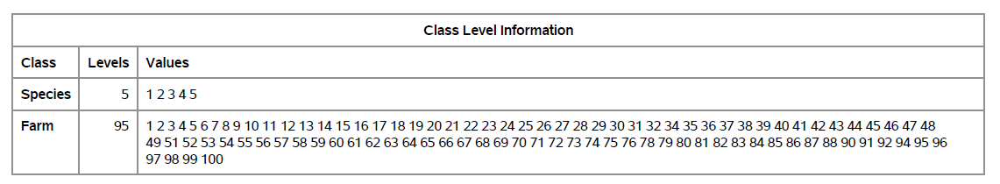 Class Level Information
Class Levels Values
Species 5 1 2 3 4 5
Farm 95 1 2 3 4 5 6 7 8 9 10 11 12 13 14 15 16 17 18 19 20 21 22 23 24 25 26 27 28 29 30 31 32 34 35 36 37 38 39 40 41 42 43 44 45 46 47 48
49 51 52 53 54 55 56 57 58 59 60 61 62 63 64 65 66 67 68 69 70 71 72 73 74 75 76 78 79 80 81 82 83 84 85 86 87 88 90 91 92 94 95 96
97 98 99 100